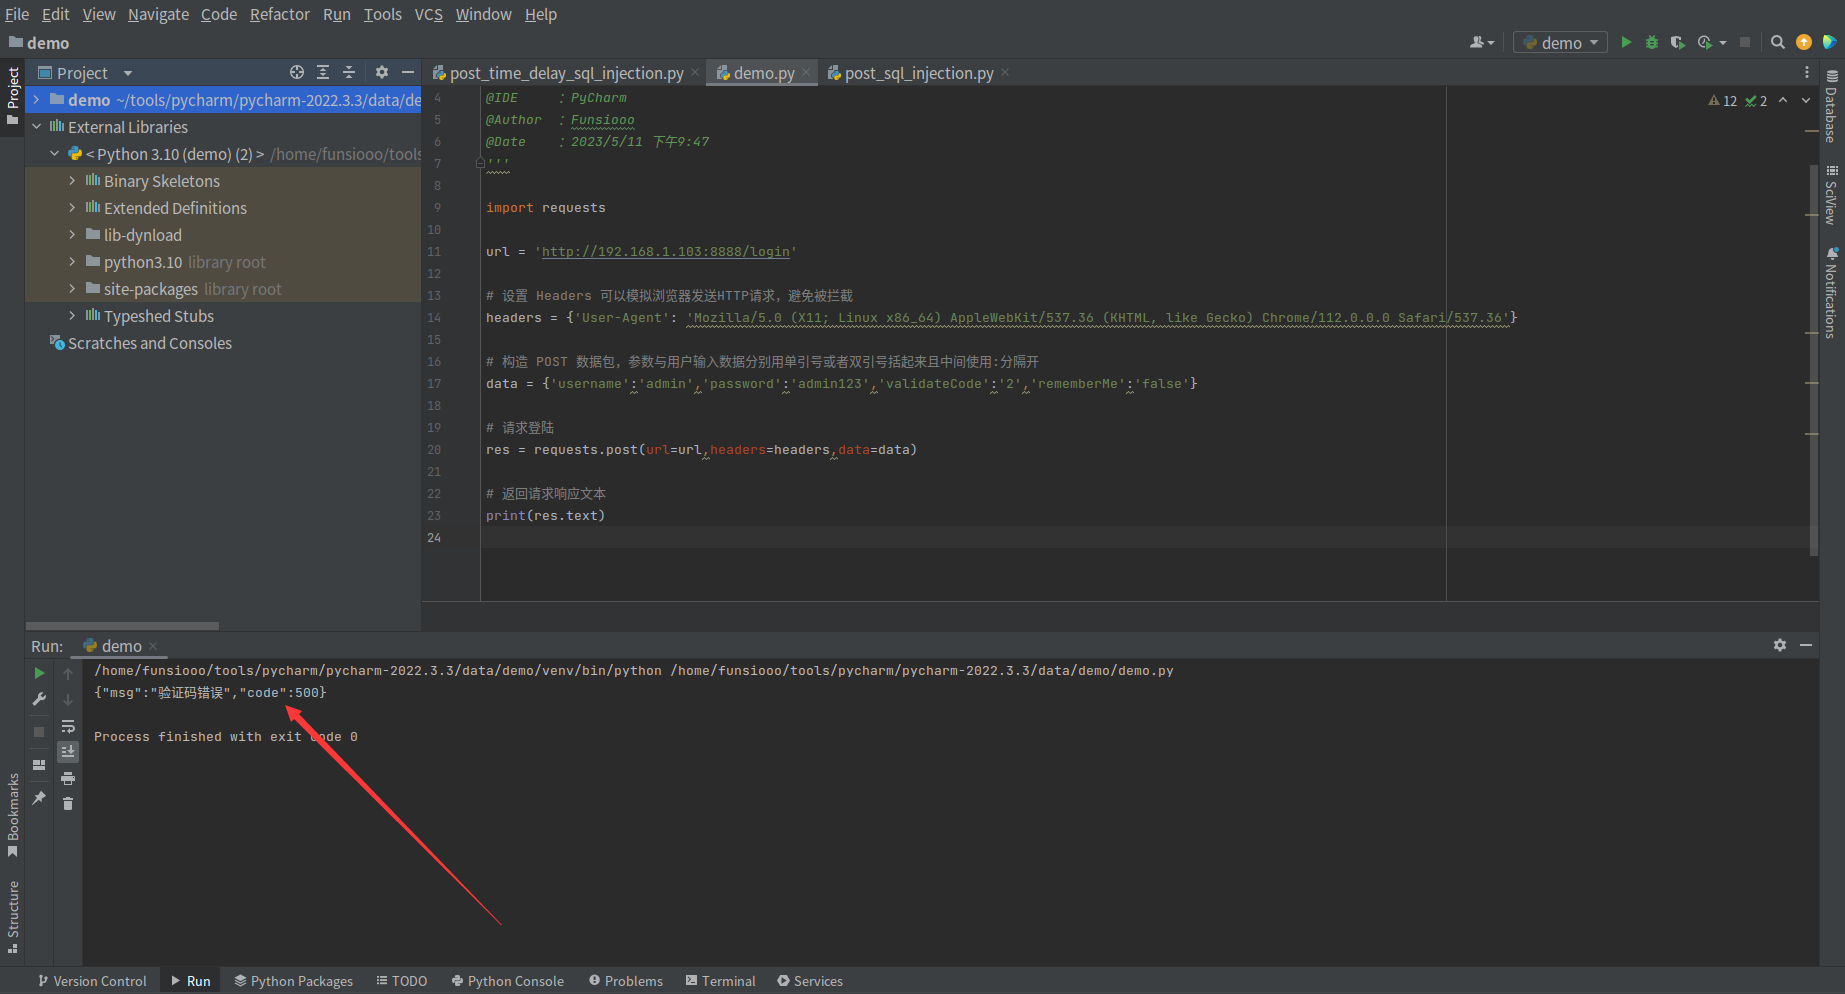 File Edit View Navigate Code Refactor Run Tools VCS Window Help
demo
demo
Project
Project
post_time_delay_sql_injection.py
demo.py
post_sql_injection.py
demo ~/tools/pycharm/pycharm-2022.3.3/data/de
External Libraries
< Python 3.10 (demo) (2) > /home/funsiooo/tools
Binary Skeletons
Extended Definitions
lib-dynload
python3.10 library root
site-packages library root
Typeshed Stubs
Scratches and Consoles
12 2
4 @IDE : PyCharm
5 @Author : Funsiooo
6 @Date : 2023/5/11 下午9:47
7 '''
8
9 import requests
10
11 url = 'http://192.168.1.103:8888/login'
12
13 # 设置 Headers 可以模拟浏览器发送HTTP请求，避免被拦截
14 headers = {'User-Agent': 'Mozilla/5.0 (X11; Linux x86_64) AppleWebKit/537.36 (KHTML, like Gecko) Chrome/112.0.0.0 Safari/537.36'}
15
16 # 构造 POST 数据包，参数与用户输入数据分别用单引号或者双引号括起来且中间使用:分隔开
17 data = {'username':'admin','password':'admin123','validateCode':'2','rememberMe':'false'}
18
19 # 请求登陆
20 res = requests.post(url=url,headers=headers,data=data)
21
22 # 返回请求响应文本
23 print(res.text)
24
Database
SciView
Notifications
Run: demo
/home/funsiooo/tools/pycharm/pycharm-2022.3.3/data/demo/venv/bin/python /home/funsiooo/tools/pycharm/pycharm-2022.3.3/data/demo/demo.py
{"msg":"验证码错误","code":500}
Process finished with exit code 0
Bookmarks
Structure
Version Control Run Python Packages TODO Python Console Problems Terminal Services